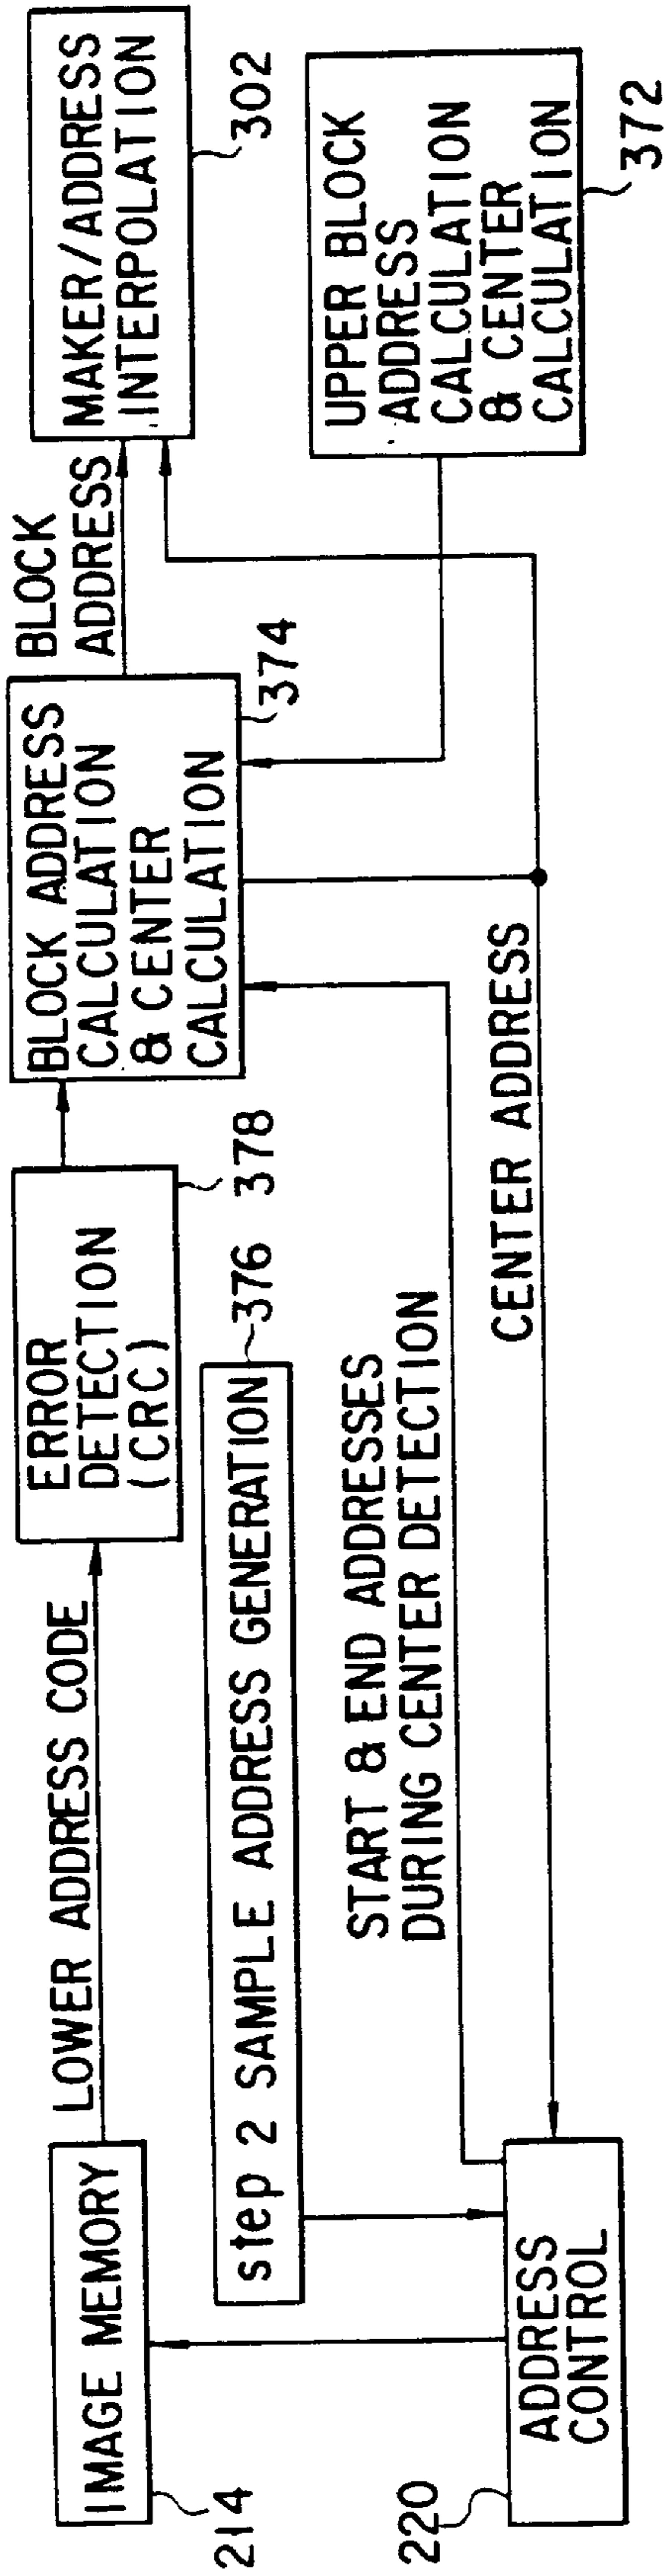 IMAGE MEMORY
214
LOWER ADDRESS CODE
ERROR
DETECTION
(CRC)
378
BLOCK ADDRESS
CALCULATION
& CENTER
CALCULATION
374
BLOCK
ADDRESS
MAKER/ADDRESS
INTERPOLATION
302
step 2 SAMPLE ADDRESS GENERATION
376
START & END ADDRESSES
DURING CENTER DETECTION
CENTER ADDRESS
UPPER BLOCK
ADDRESS
CALCULATION
& CENTER
CALCULATION
372
ADDRESS
CONTROL
220